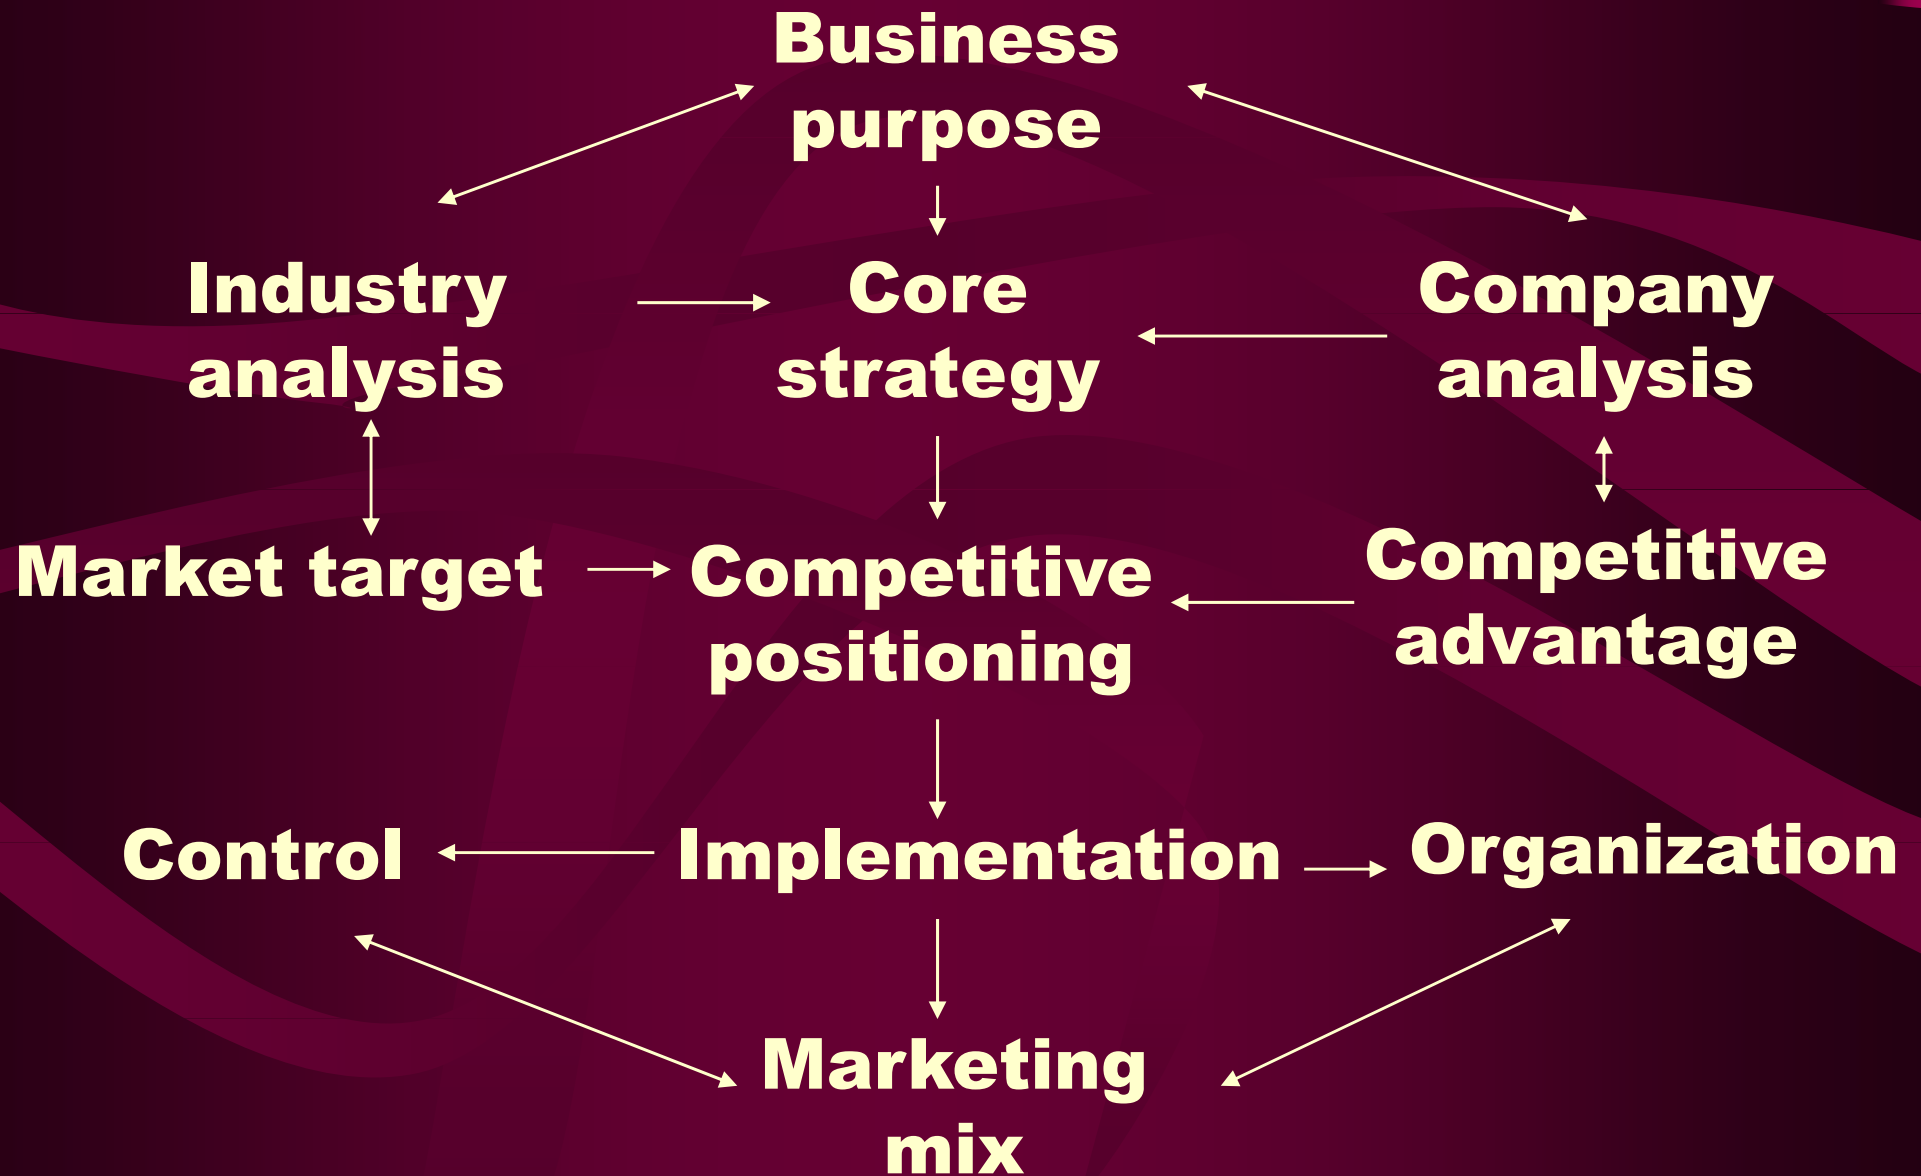 Business
purpose
Industry
analysis
Core
strategy
Company
analysis
Market target
Competitive
positioning
Competitive
advantage
Control
Implementation
Organization
Marketing
mix